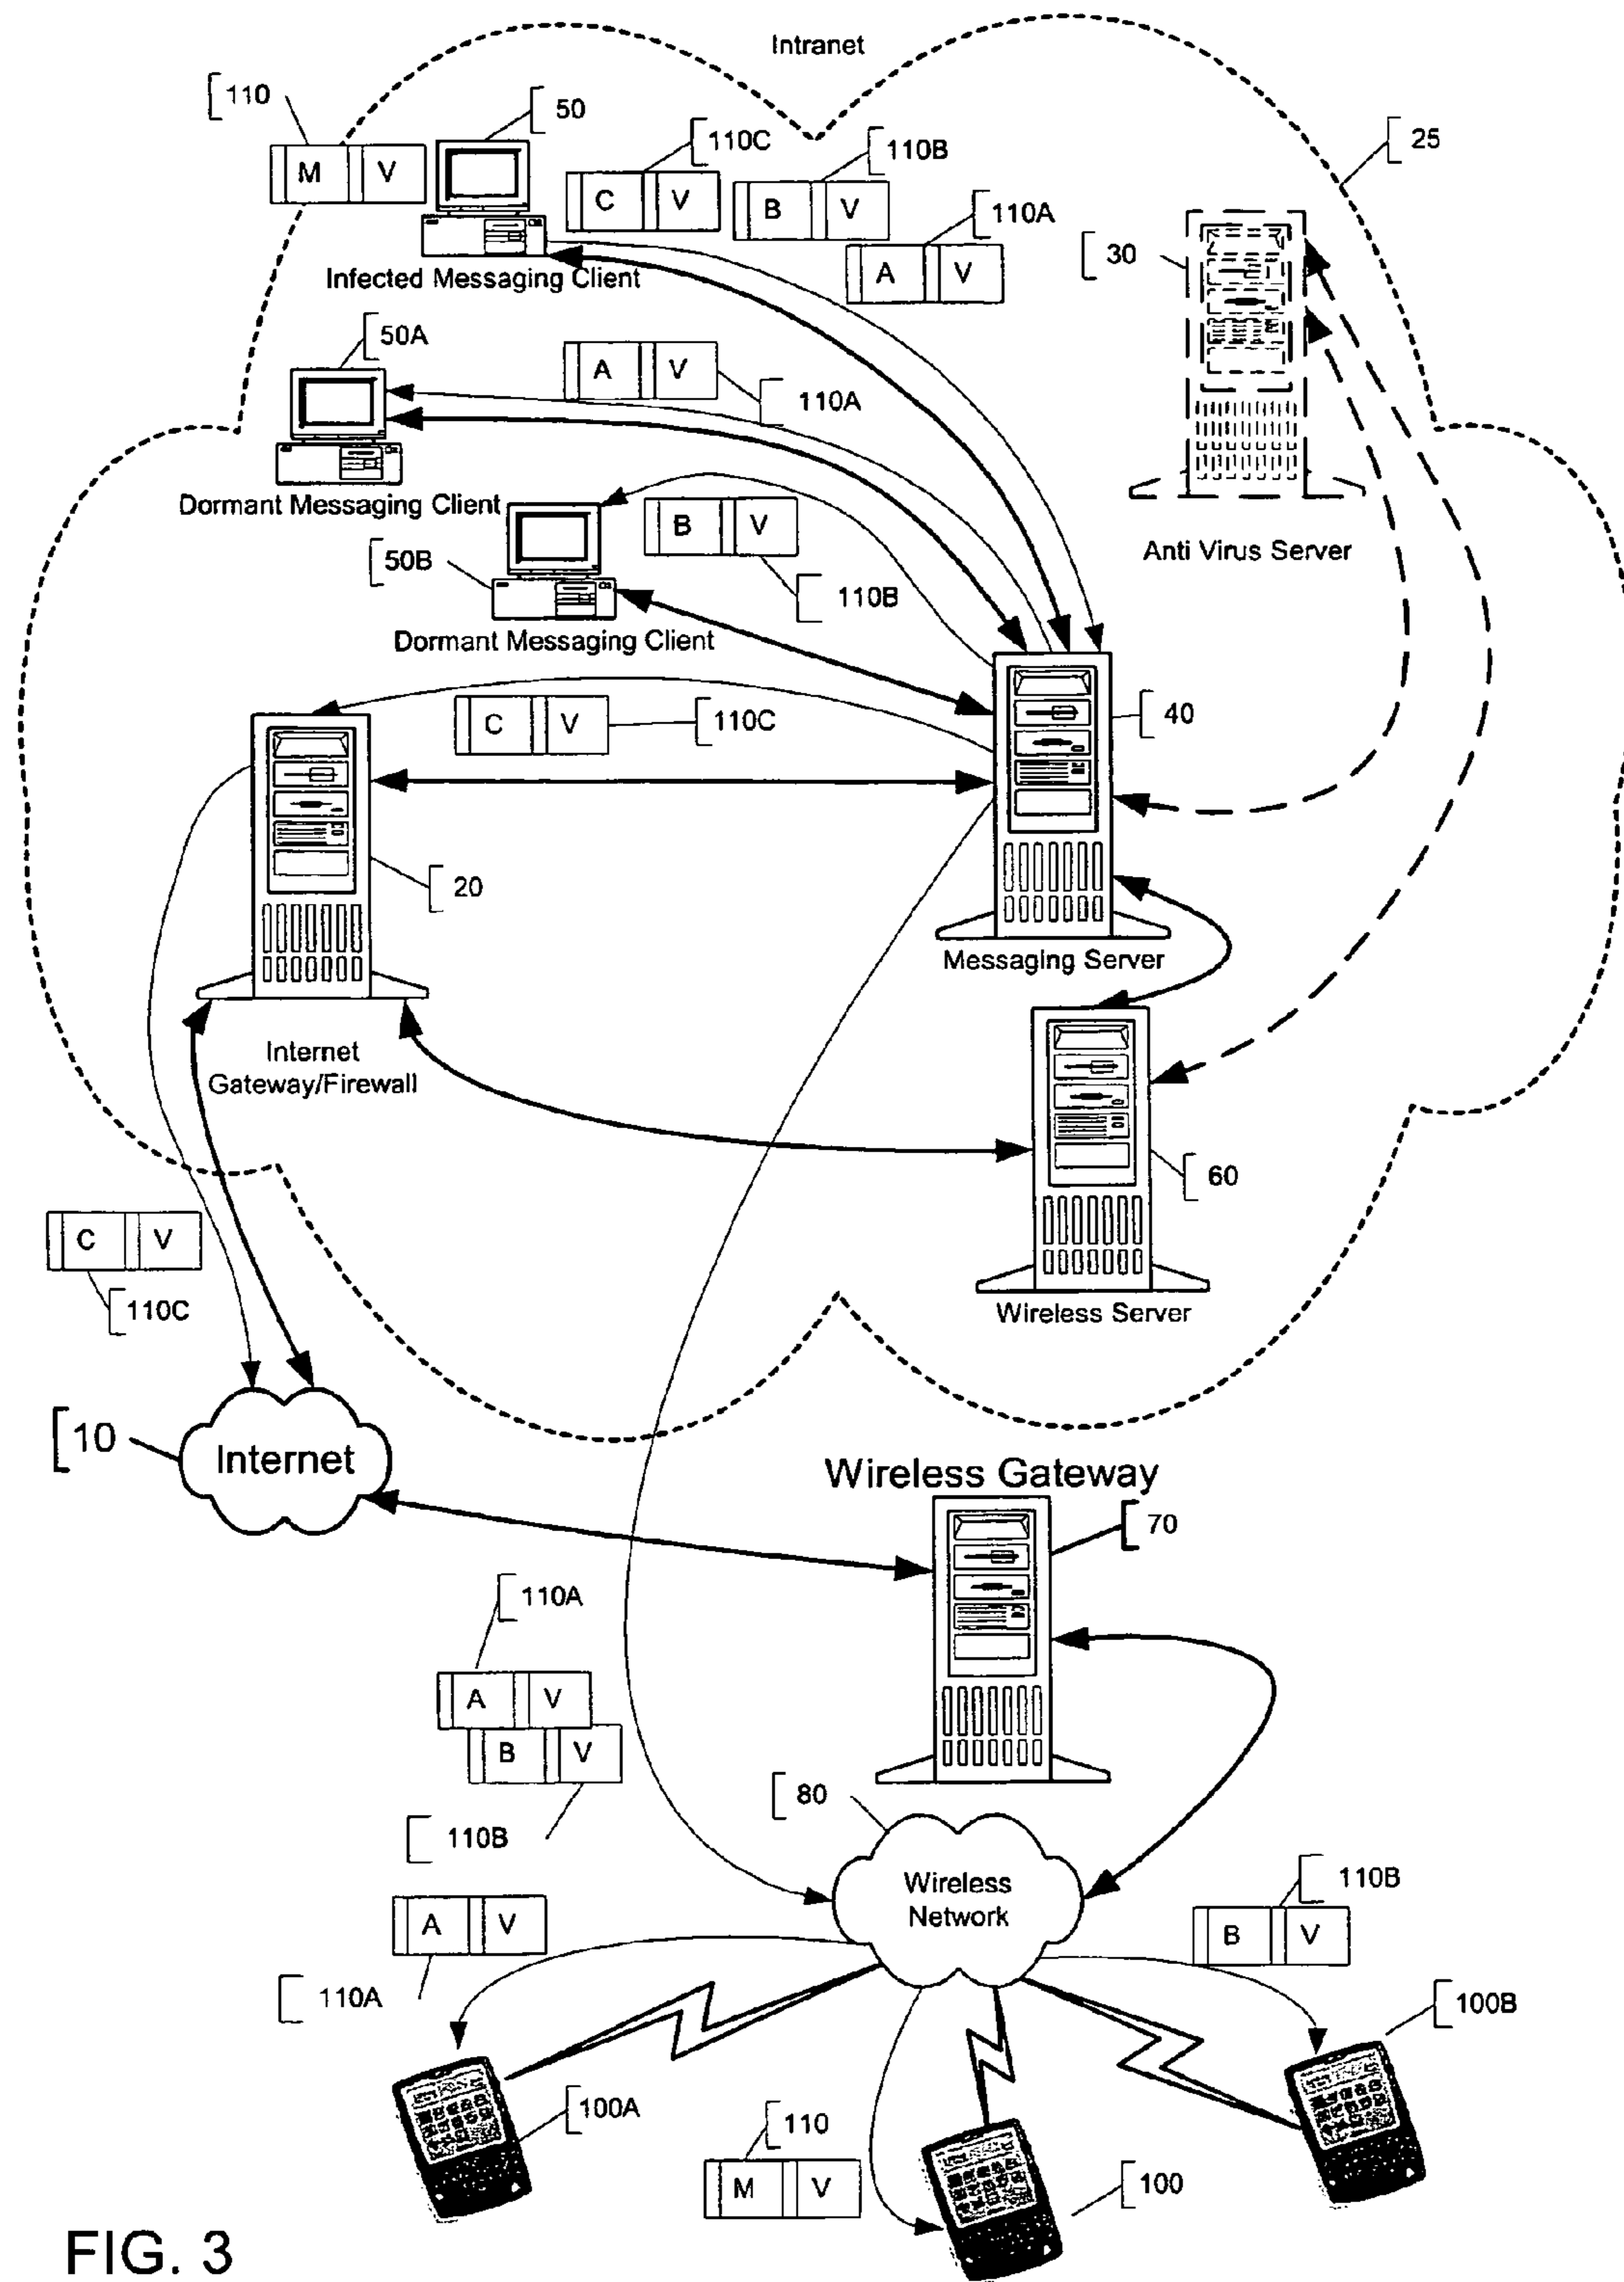 Intranet
110
50
110C
110B
25
M V
C V
B V
110A
A V
30
Infected Messaging Client
50A
A V
110A
Dormant Messaging Client
B V
50B
110B
Anti Virus Server
Dormant Messaging Client
C V
110C
40
20
Messaging Server
Internet
Gateway/Firewall
60
C V
110C
Wireless Server
10
Internet
Wireless Gateway
70
110A
A V
B V
80
110B
Wireless
Network
110B
A V
B V
110A
100B
100A
110
M V
100
FIG. 3